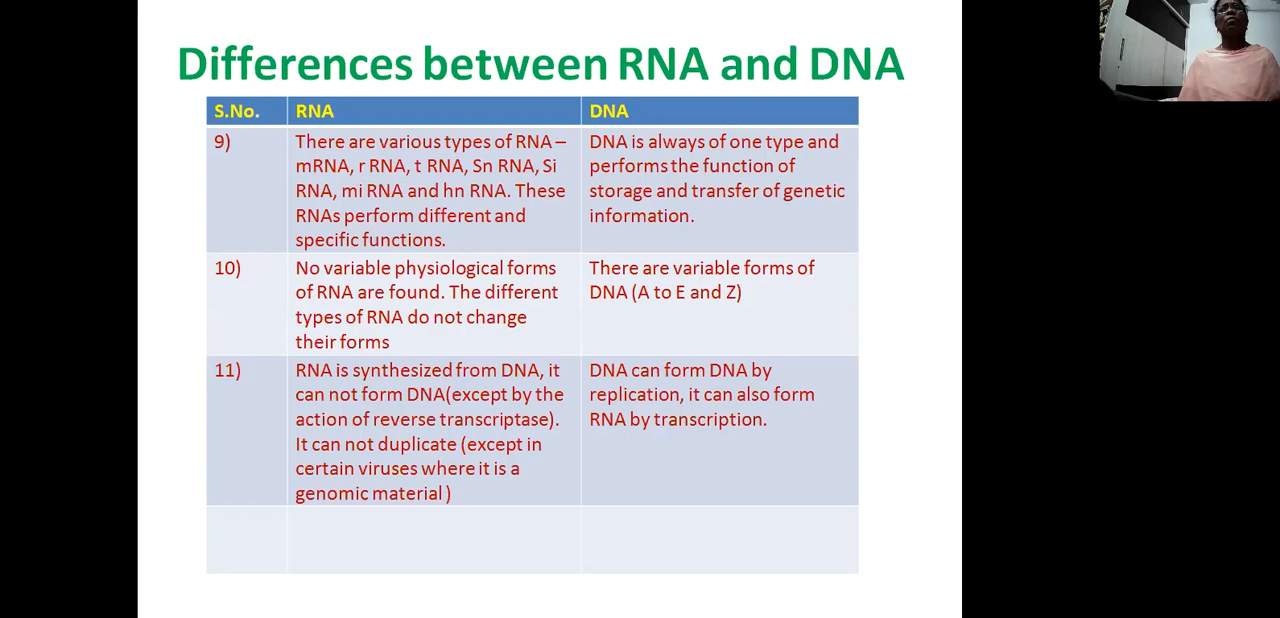 Differences between RNA and DNA
S.No. RNA DNA
9) There are various types of RNA – DNA is always of one type and
mRNA, r RNA, t RNA, Sn RNA, Si performs the function of
RNA, mi RNA and hn RNA. These storage and transfer of genetic
RNAs perform different and information.
specific functions.
10) No variable physiological forms There are variable forms of
of RNA are found. The different DNA (A to E and Z)
types of RNA do not change
their forms
11) RNA is synthesized from DNA, it DNA can form DNA by
can not form DNA(except by the replication, it can also form
action of reverse transcriptase). RNA by transcription.
It can not duplicate (except in
certain viruses where it is a
genomic material )